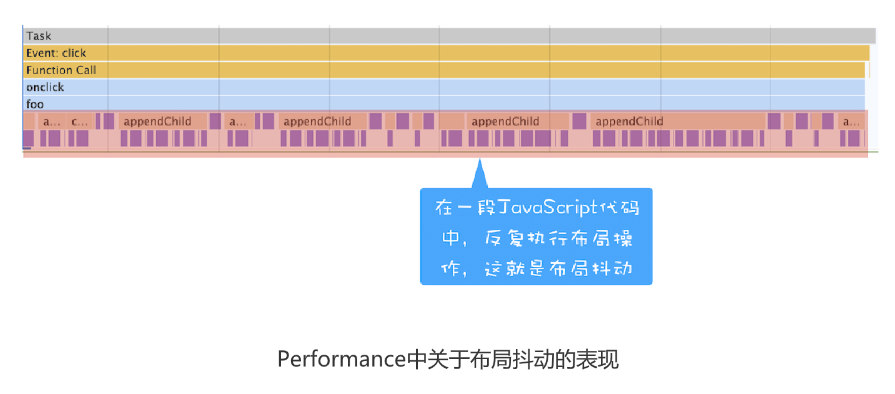 Task
Event: click
Function Call
onclick
foo
a... c... appendChild a... appendChild appendChild appendChild a...
在一段JavaScript代码
中，反复执行布局操
作，这就是布局抖动
Performance中关于布局抖动的表现